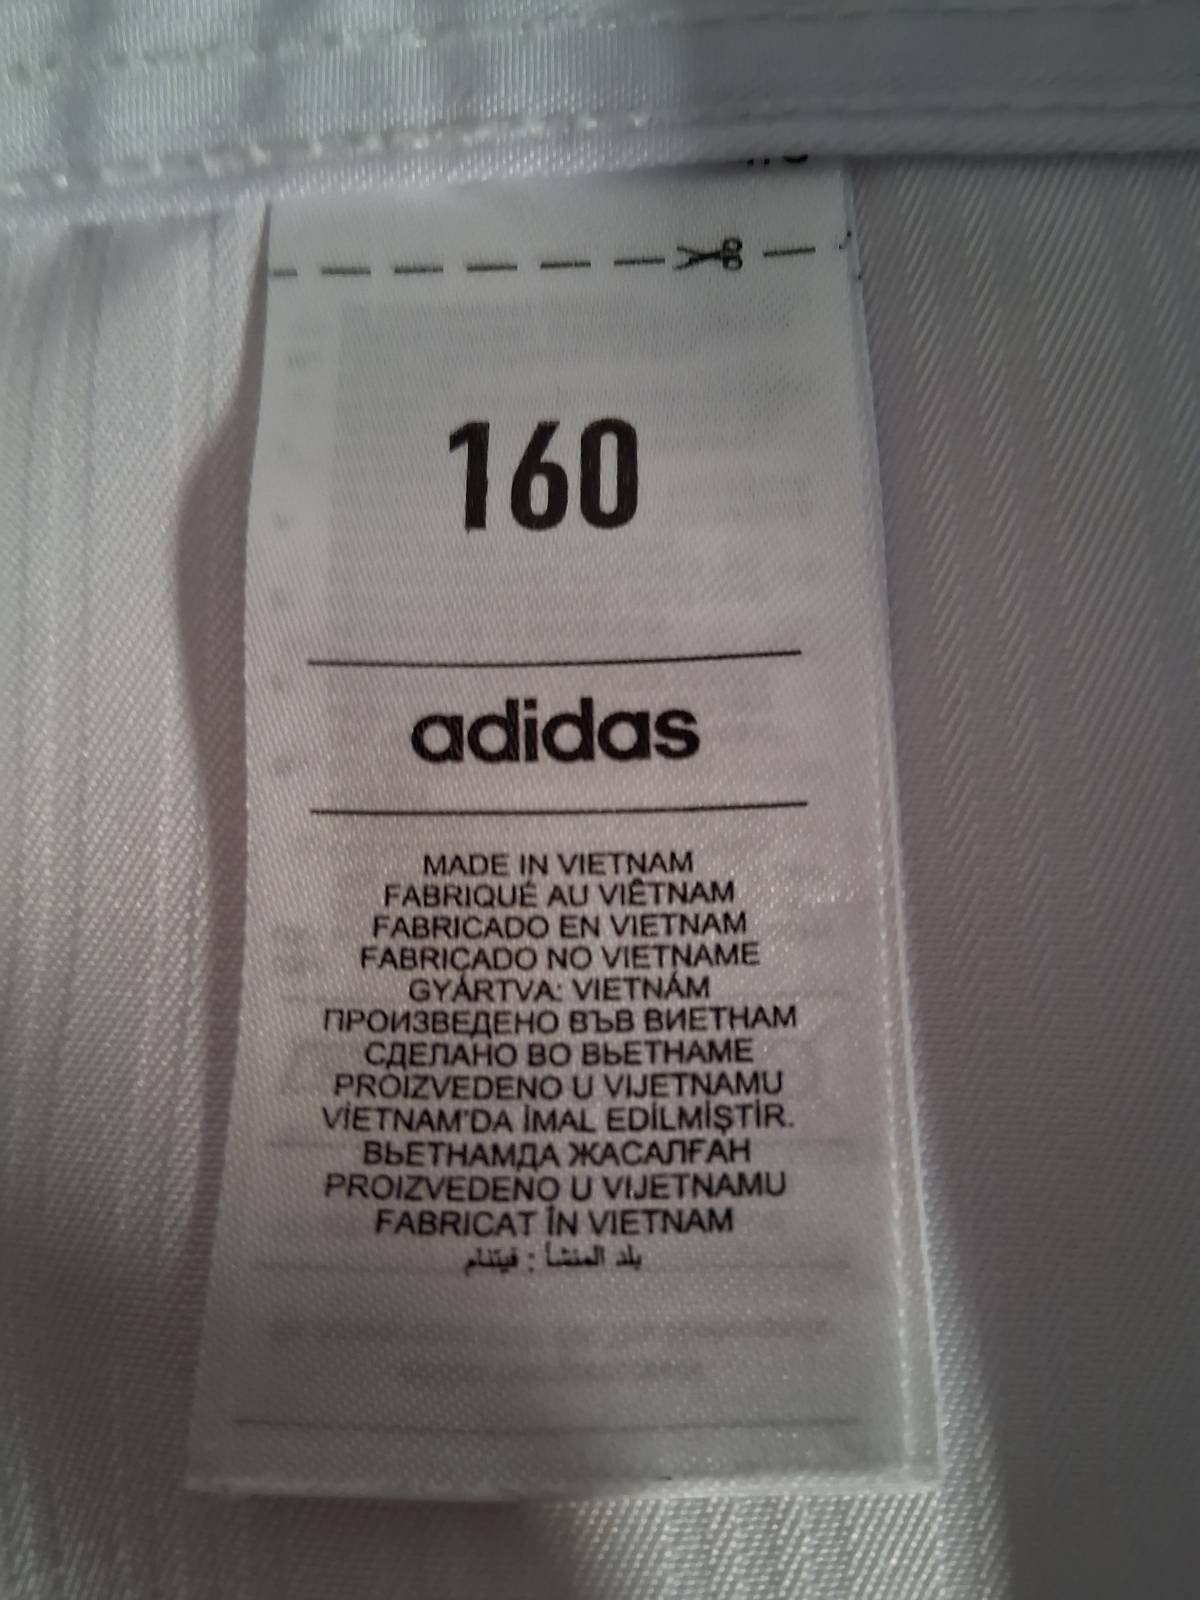 160
adidas
MADE IN VIETNAM
FABRIQUÉ AU VIÊTNAM
FABRICADO EN VIETNAM
FABRICADO NO VIETNAME
GYÁRTVA: VIETNÁM
ПРОИЗВЕДЕНО ВЪВ ВИЕТНАМ
СДЕЛАНО ВО ВЬЕТНАМЕ
PROIZVEDENO U VIJETNAMU
VİETNAM'DA İMAL EDİLMİŞTİR.
ВЬЕТНАМДА ЖАСАЛҒАН
PROIZVEDENO U VIJETNAMU
FABRICAT ÎN VIETNAM
بلد المنشأ : فيتنام